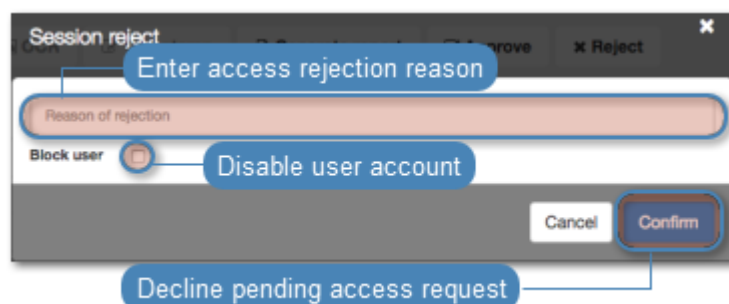 Session reject
OCR
Approve
Reject
Enter access rejection reason
Reason of rejection
Block user
Disable user account
Cancel
Confirm
Decline pending access request